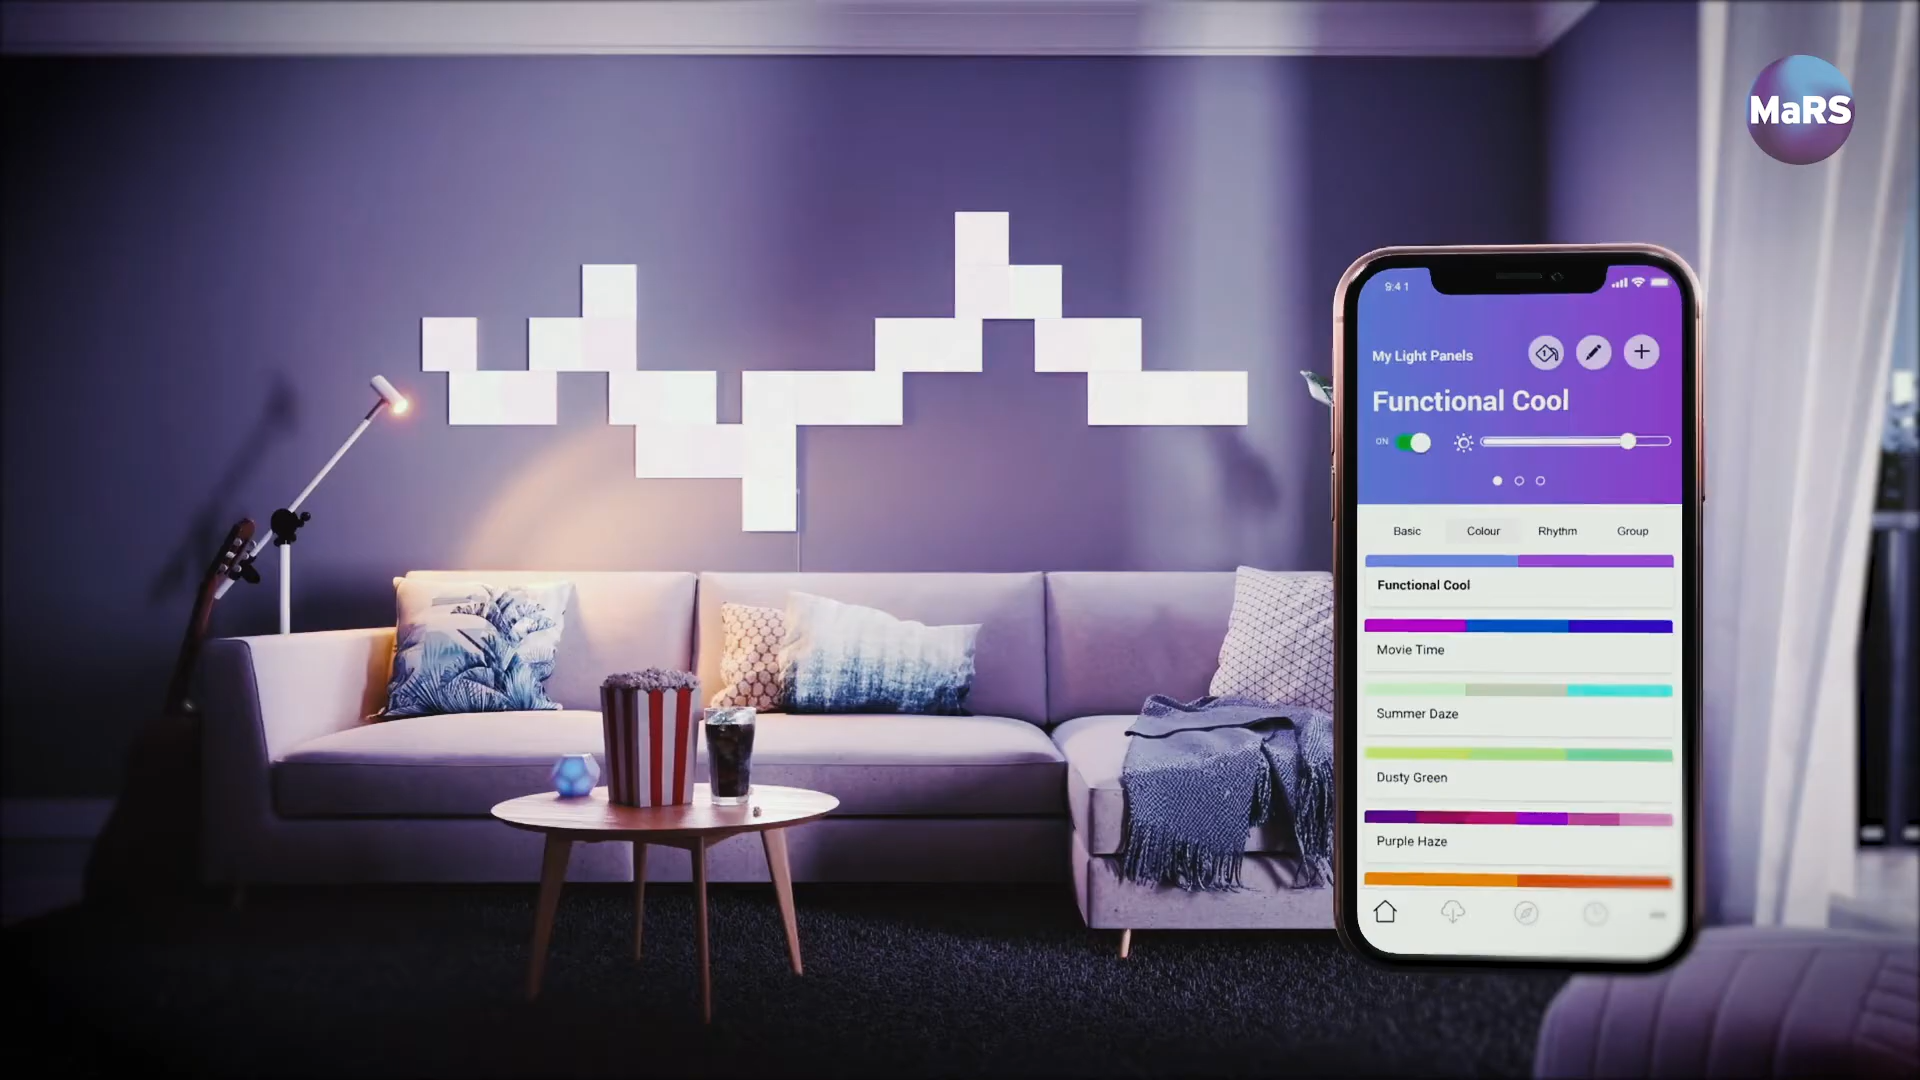 MaRS
9:41
My Light Panels
Functional Cool
ON
Basic Colour Rhythm Group
Functional Cool
Movie Time
Summer Daze
Dusty Green
Purple Haze